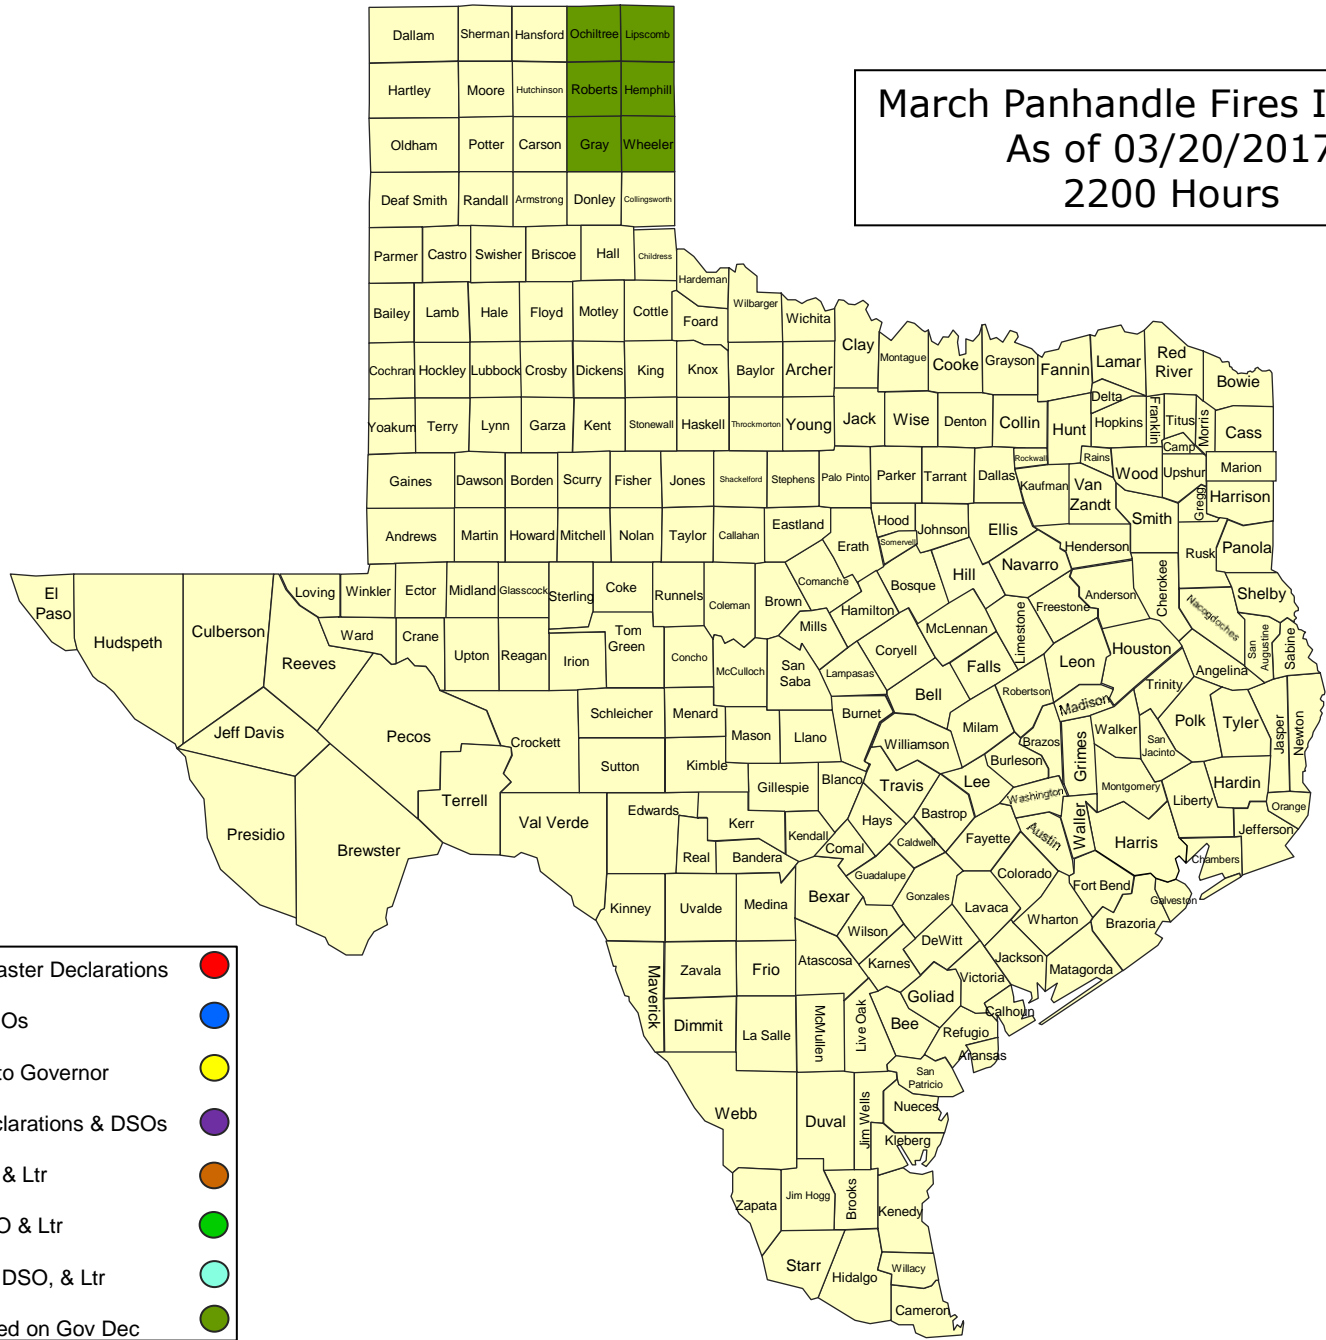 Dallam Sherman Hansford Ochiltree Lipscomb
March Panhandle Fires I
As of 03/20/2017
2200 Hours
Hartley Moore Hutchinson Roberts Hemphill
Oldham Potter Carson Gray Wheeler
Deaf Smith Randall Armstrong Donley Collingsworth
Parmer Castro Swisher Briscoe Hall Childress
Hardeman
Bailey Lamb Hale Floyd Motley Cottle Foard Wilbarger Wichita
Clay Montague Cooke Grayson Fannin Lamar
Red
River
Bowie
Cochran Hockley Lubbock Crosby Dickens King Knox Baylor Archer
Delta
Yoakum Terry Lynn Garza Kent Stonewall Haskell Throckmorton Young Jack Wise Denton Collin Hunt Hopkins Franklin Titus Morris Cass
Camp
Gaines Dawson Borden Scurry Fisher Jones Shackelford Stephens Palo Pinto Parker Tarrant Dallas Rockwall Kaufman
Van
Zandt
Rains Wood Upshur Marion
Gregg Harrison
Andrews Martin Howard Mitchell Nolan Taylor Callahan Eastland Erath Hood Somervell Johnson Ellis Henderson Smith Rusk Panola
El
Paso
Hudspeth Culberson Loving Winkler Ector Midland Glasscock Sterling Coke Runnels Coleman Brown Comanche Hamilton Bosque Hill Navarro Freestone Anderson Cherokee Nacogdoches Shelby
Reeves Ward Crane Upton Reagan Irion
Tom
Green
Concho McCulloch
San
Saba
Mills Lampasas Coryell McLennan Limestone Falls Leon Houston Angelina
San
Augustine
Sabine
Jeff Davis Pecos Crockett Schleicher Menard Mason Llano Burnet Bell Milam Robertson Madison Trinity
Walker
San
Jacinto
Polk Tyler Jasper Newton
Presidio Brewster Terrell Val Verde Sutton Kimble Gillespie Blanco Williamson Travis Burleson Brazos Grimes Lee Washington Montgomery Liberty Hardin Orange
Edwards Kerr Real Bandera Kendall Comal Hays Caldwell Bastrop Fayette Austin Waller Harris Jefferson Chambers
Kinney Uvalde Medina Bexar Guadalupe Gonzales Lavaca Colorado Fort Bend Galveston
Wilson DeWitt Wharton Brazoria
Maverick Zavala Frio Atascosa Karnes Victoria Jackson Matagorda
Dimmit La Salle McMullen Live Oak Bee Goliad Refugio Calhoun Aransas
San
Patricio
Webb Duval Jim Wells Nueces Kleberg
Zapata Jim Hogg Brooks Kenedy
Starr Hidalgo Willacy Cameron
aster Declarations
Os
to Governor
clarations & DSOs
& Ltr
O & Ltr
DSO, & Ltr
ed on Gov Dec